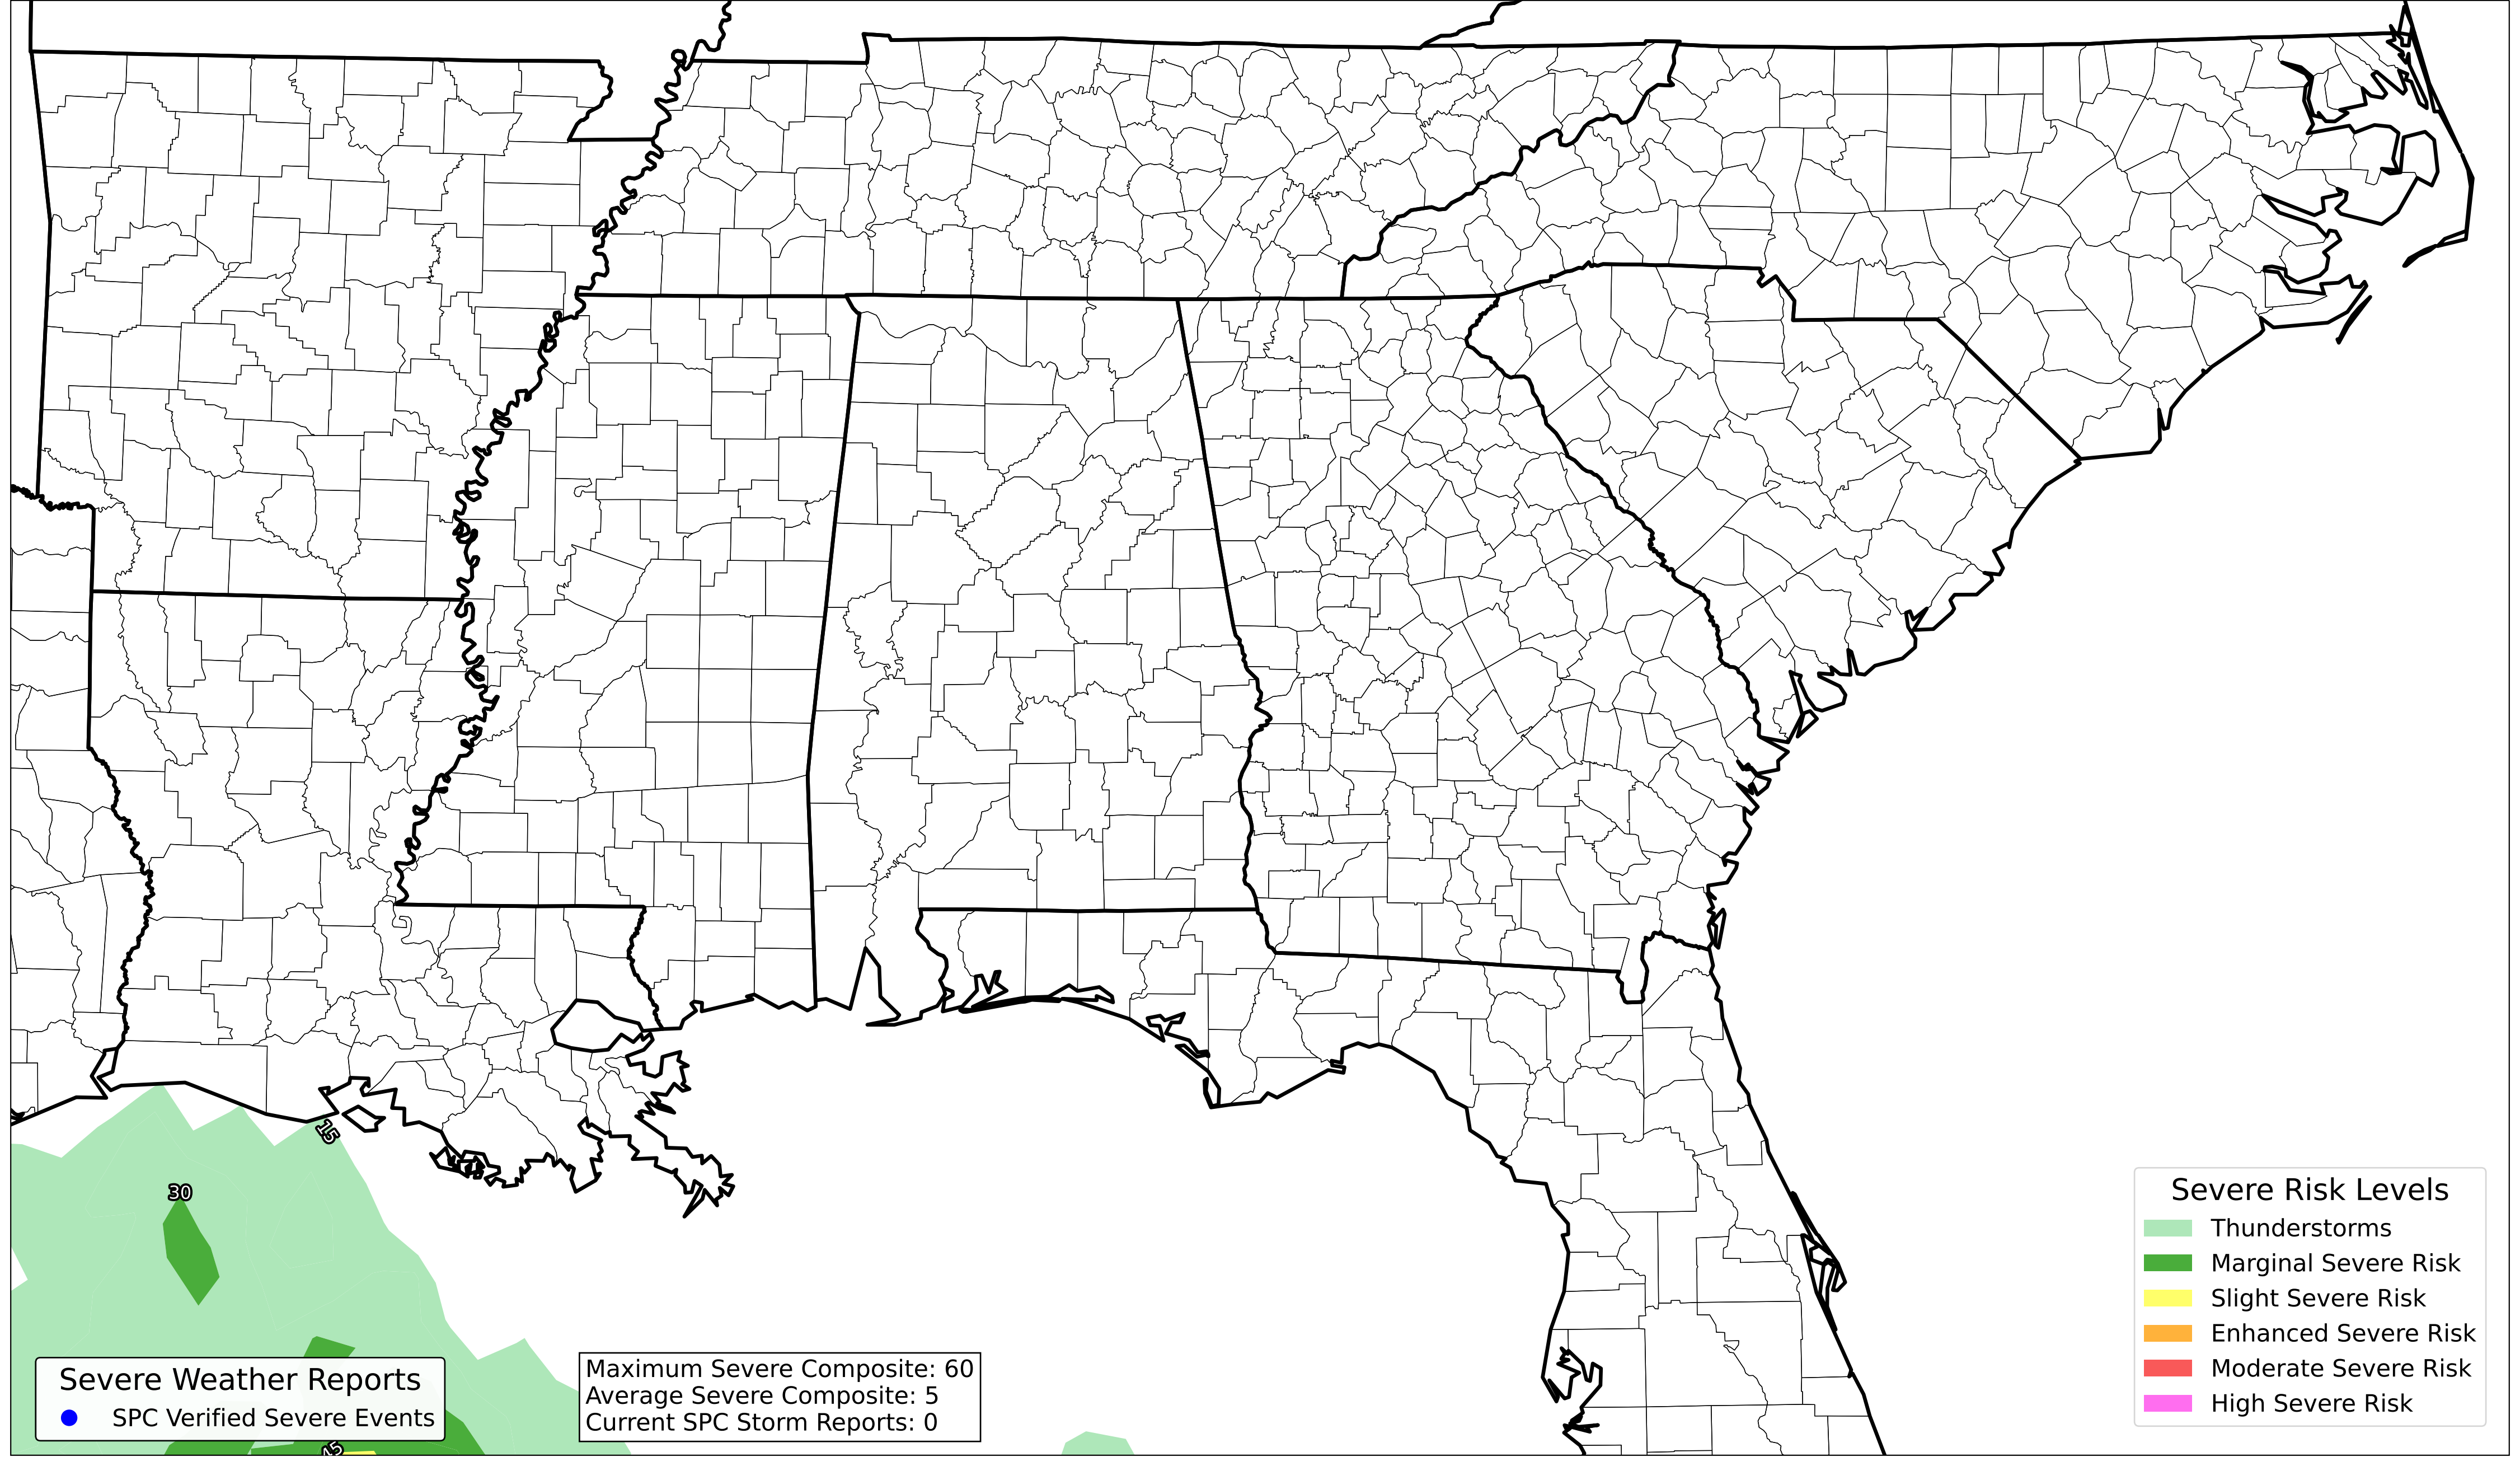 15
30
45
Severe Weather Reports
SPC Verified Severe Events
Maximum Severe Composite: 60
Average Severe Composite: 5
Current SPC Storm Reports: 0
Severe Risk Levels
Thunderstorms
Marginal Severe Risk
Slight Severe Risk
Enhanced Severe Risk
Moderate Severe Risk
High Severe Risk